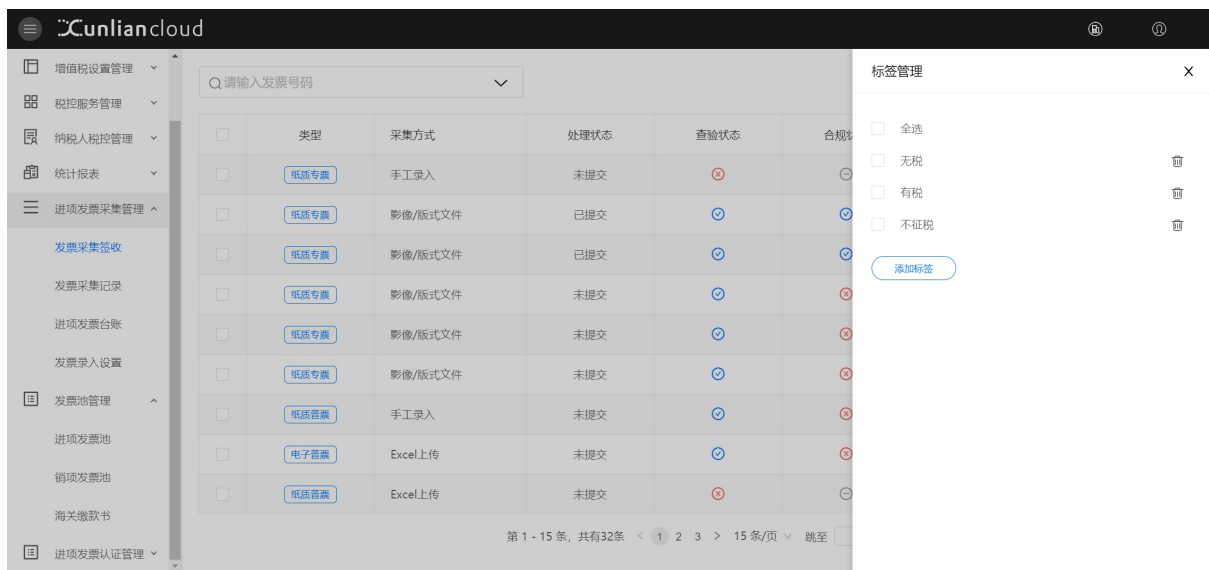 Xunliancloud
增值税设置管理
税控服务管理
纳税人税控管理
统计报表
进项发票采集管理
发票采集签收
发票采集记录
进项发票台账
发票录入设置
发票池管理
进项发票池
销项发票池
海关缴款书
进项发票认证管理
请输入发票号码
类型 采集方式 处理状态 查验状态 合规
纸质专票 手工录入 未提交
纸质专票 影像/版式文件 已提交
纸质专票 影像/版式文件 已提交
纸质专票 影像/版式文件 未提交
纸质专票 影像/版式文件 未提交
纸质专票 影像/版式文件 未提交
纸质普票 手工录入 未提交
电子普票 Excel上传 未提交
纸质普票 Excel上传 未提交
第 1 - 15 条, 共有32条 < 1 2 3 > 15 条/页 跳至
标签管理 X
全选
无税
有税
不征税
添加标签